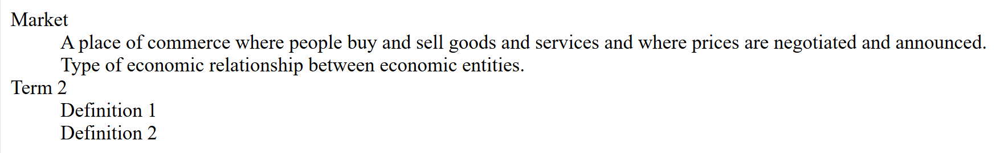 Market
A place of commerce where people buy and sell goods and services and where prices are negotiated and announced.
Type of economic relationship between economic entities.
Term 2
Definition 1
Definition 2